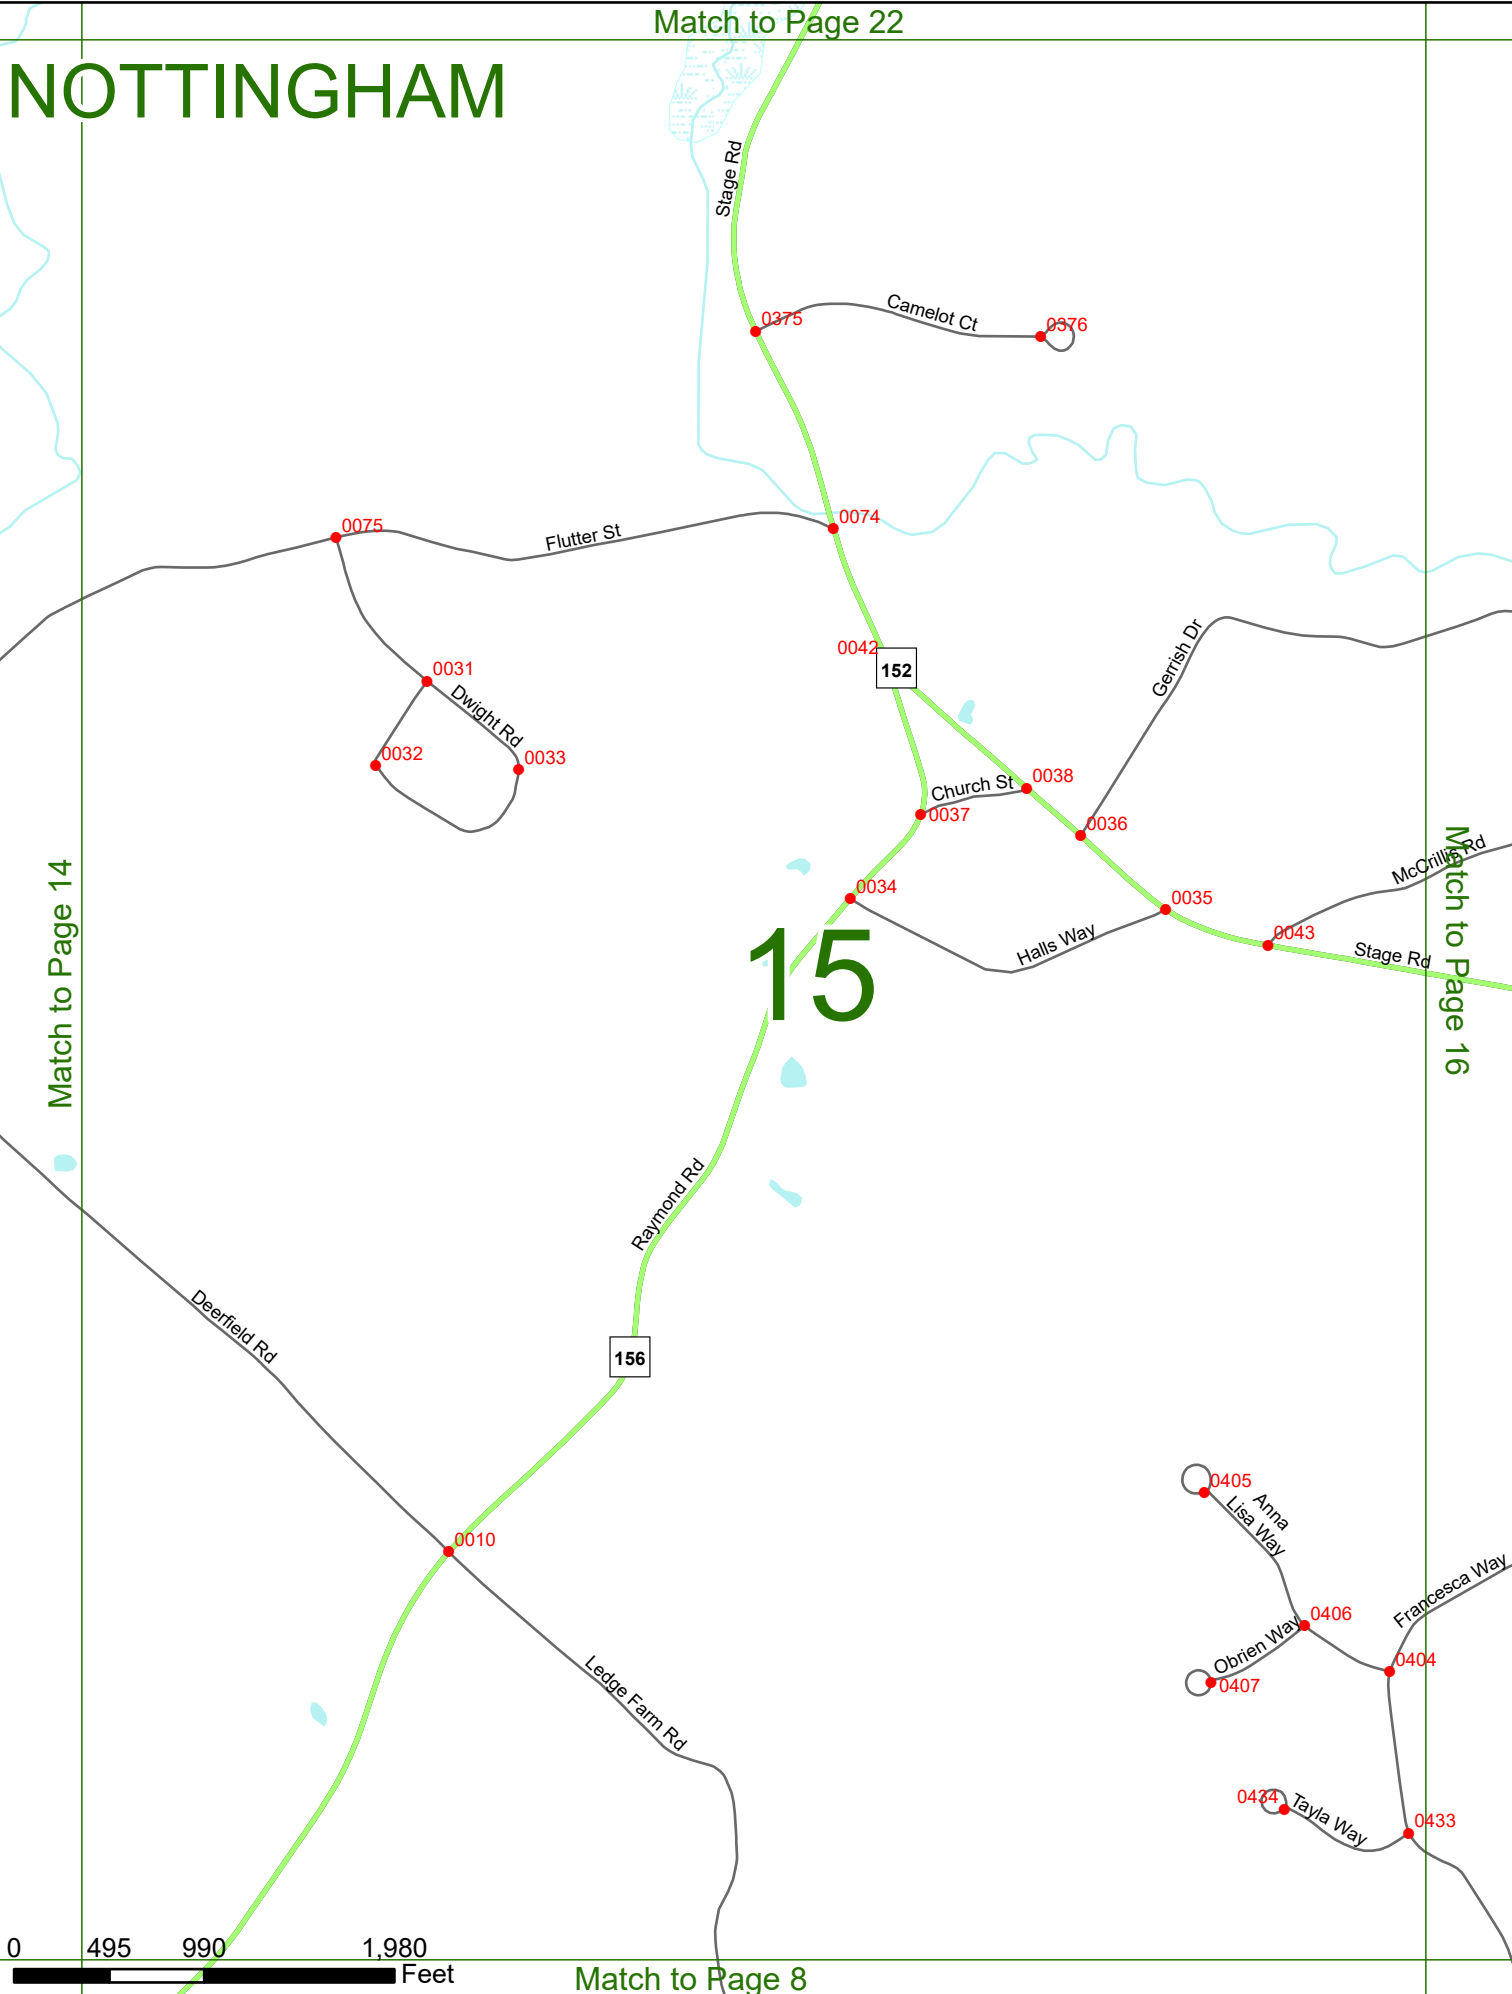 Match to Page 22
NOTTINGHAM
Stage Rd
0375
Camelot Ct
0376
0075
Flutter St
0074
0042
152
Gerrish Dr
0031
Dwight Rd
0032
0033
0038
Church St
0037
0036
McCrillis Rd
0034
0035
0043
Halls Way
Stage Rd
15
Match to Page 14
Match to Page 16
Raymond Rd
Deerfield Rd
156
0405
Anna
Lisa Way
0010
Francesca Way
0406
Obrien Way
0404
0407
Ledge Farm Rd
0434
Tayla Way
0433
0 495 990 1,980
Feet
Match to Page 8